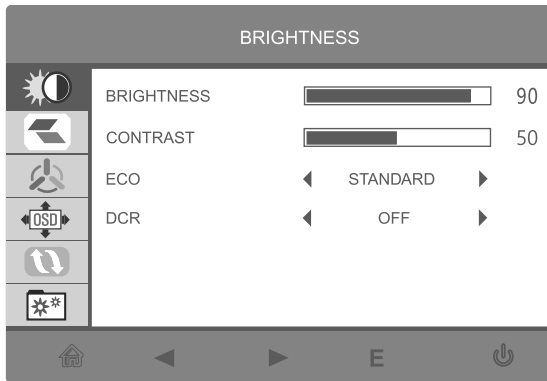 BRIGHTNESS
BRIGHTNESS 90
CONTRAST 50
ECO STANDARD
DCR OFF
OSD
E